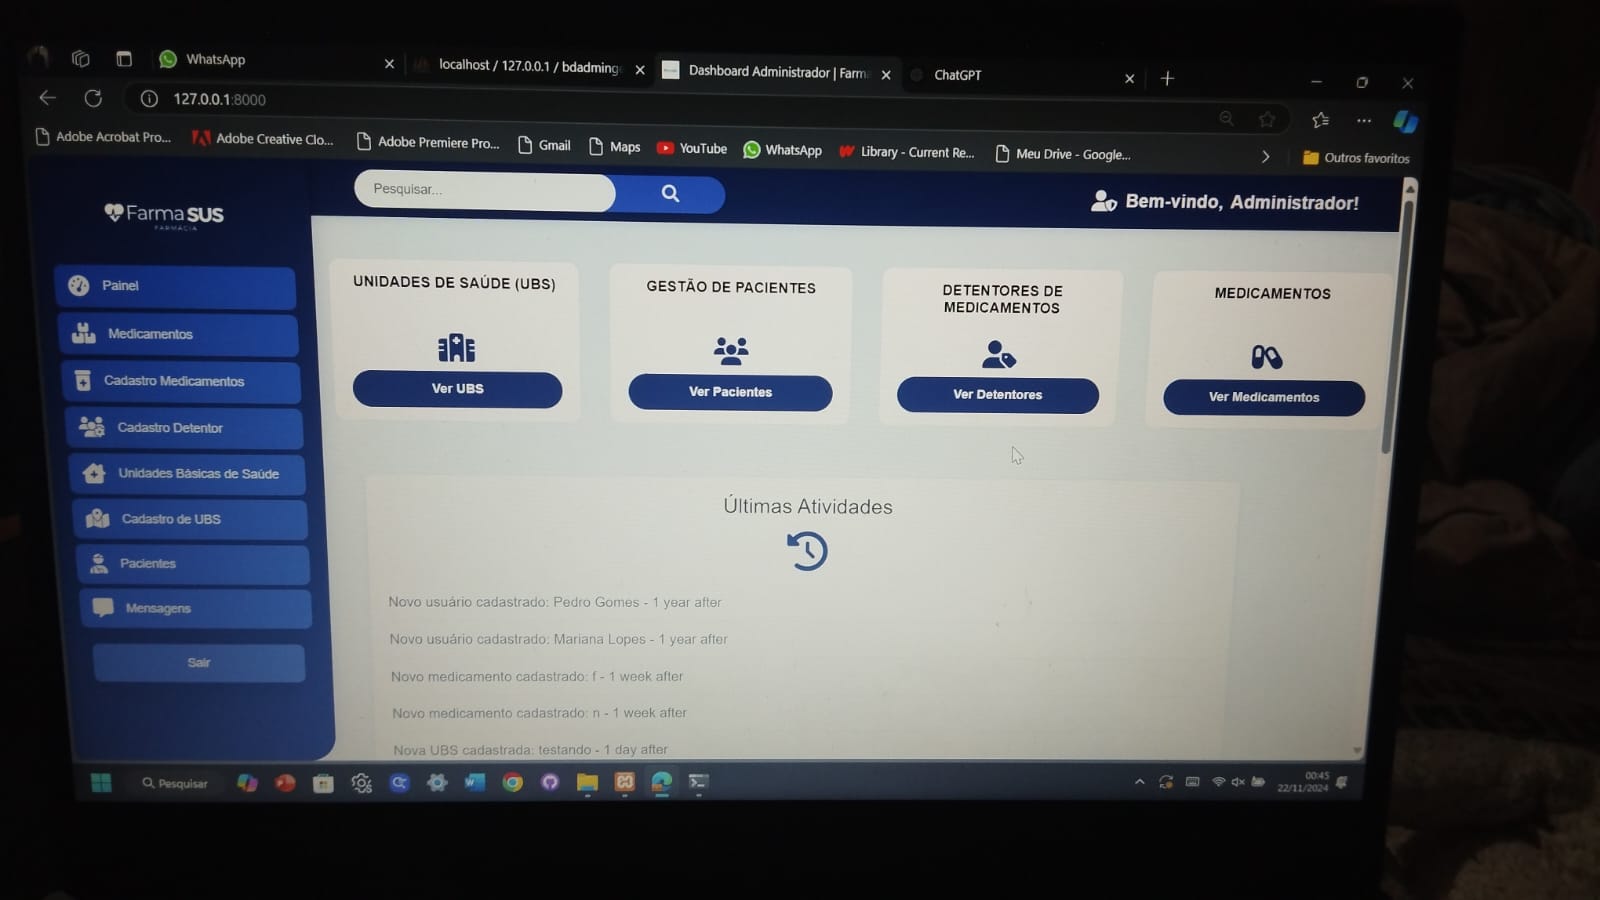 WhatsApp
localhost / 127.0.0.1 / bdadminge
Dashboard Administrador | Farma
ChatGPT
127.0.0.1:8000
Adobe Acrobat Pro...
Adobe Creative Clo...
Adobe Premiere Pro...
Gmail
Maps
YouTube
WhatsApp
Library - Current Re...
Meu Drive - Google...
Outros favoritos
Farma SUS
FARMÁCIA
Pesquisar...
Bem-vindo, Administrador!
Painel
Medicamentos
Cadastro Medicamentos
Cadastro Detentor
Unidades Básicas de Saúde
Cadastro de UBS
Pacientes
Mensagens
Sair
UNIDADES DE SAÚDE (UBS)
Ver UBS
GESTÃO DE PACIENTES
Ver Pacientes
DETENTORES DE
MEDICAMENTOS
Ver Detentores
MEDICAMENTOS
Ver Medicamentos
Últimas Atividades
Novo usuário cadastrado: Pedro Gomes - 1 year after
Novo usuário cadastrado: Mariana Lopes - 1 year after
Novo medicamento cadastrado: f - 1 week after
Novo medicamento cadastrado: n - 1 week after
Nova UBS cadastrada: testando - 1 day after
Pesquisar
00:45
22/11/2024